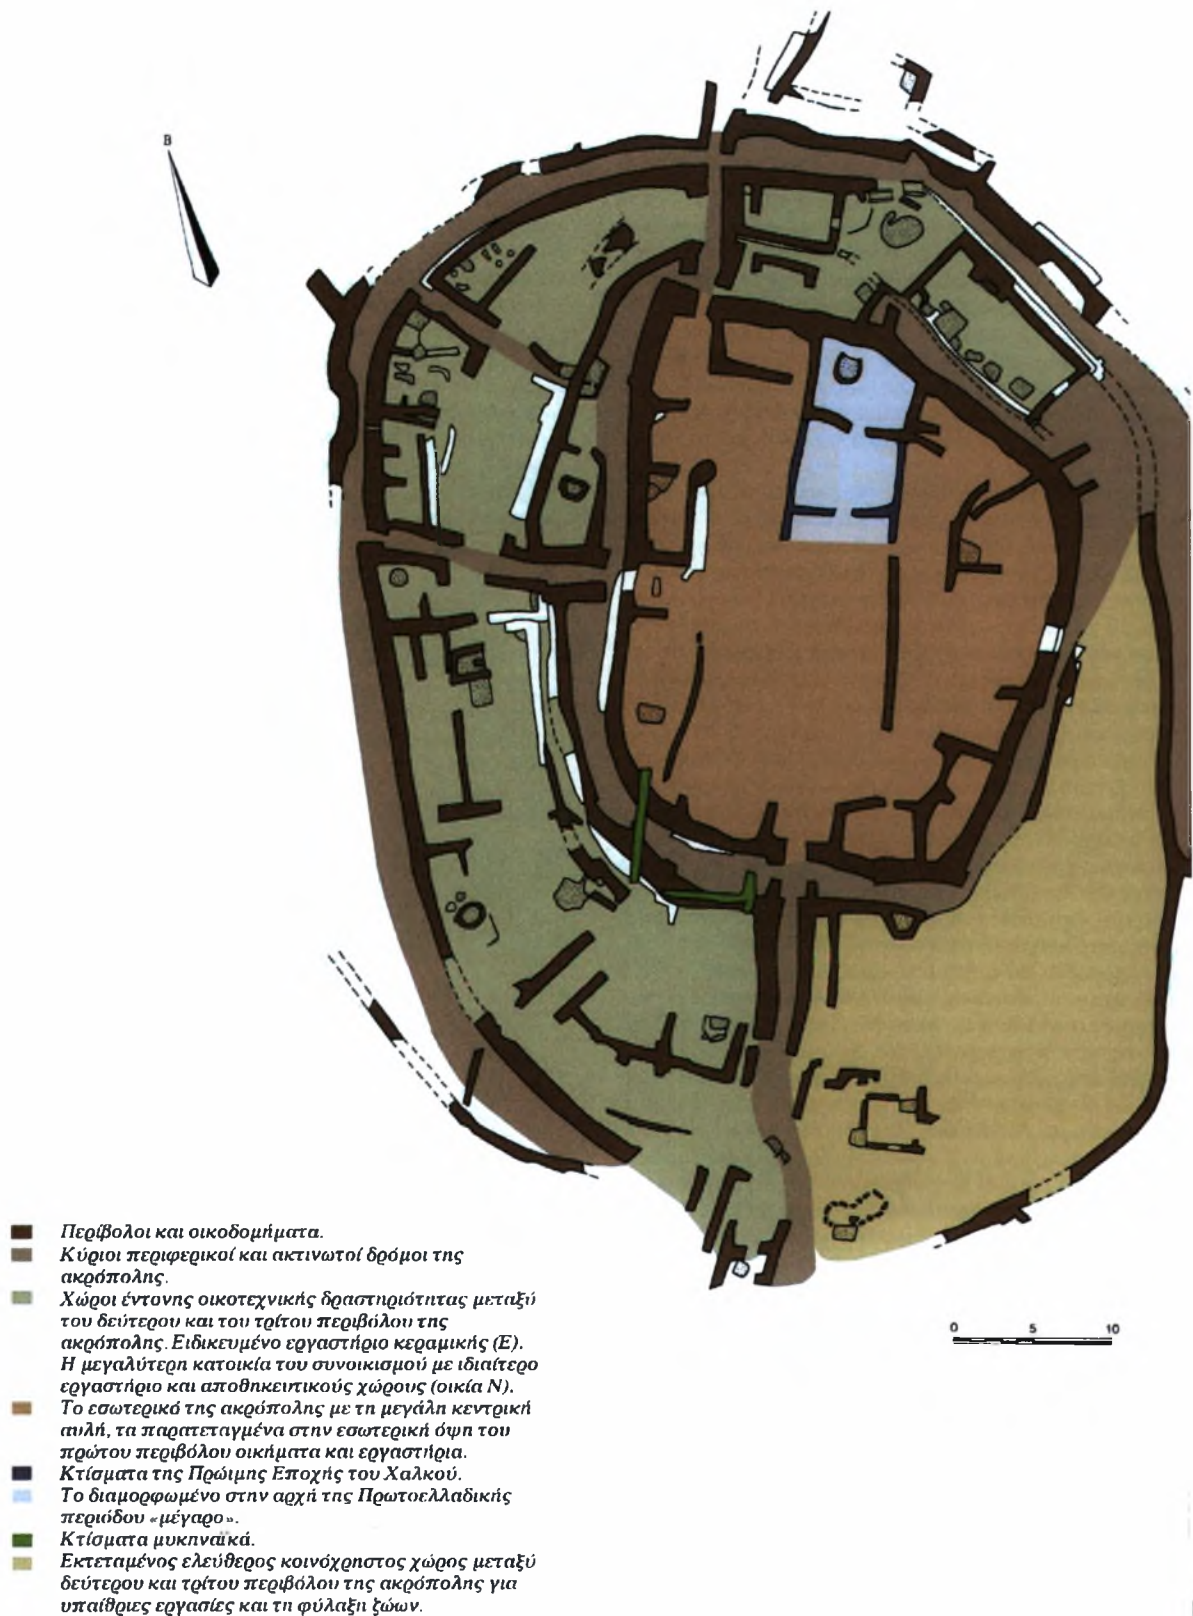 Β
Περίβολοι και οικοδομήματα.
Κύριοι περιφερικοί και ακτινωτοί δρόμοι της
ακρόπολης.
Χώροι έντονης οικοτεχνικής δραστηριότητας μεταξύ
του δεύτερου και του τρίτου περιβόλου της
ακρόπολης. Ειδικευμένο εργαστήριο κεραμικής (Ε).
Η μεγαλύτερη κατοικία του συνοικισμού με ιδιαίτερο
εργαστήριο και αποθηκευτικούς χώρους (οικία Ν).
Το εσωτερικό της ακρόπολης με τη μεγάλη κεντρική
αυλή, τα παρατεταγμένα στην εσωτερική όψη του
πρώτου περιβόλου οικήματα και εργαστήρια.
Κτίσματα της Πρώιμης Εποχής του Χαλκού.
Το διαμορφωμένο στην αρχή της Πρωτοελλαδικής
περιόδου «μέγαρο».
Κτίσματα μυκηναϊκά.
Εκτεταμένος ελεύθερος κοινόχρηστος χώρος μεταξύ
δεύτερου και τρίτου περιβόλου της ακρόπολης για
υπαίθριες εργασίες και τη φύλαξη ζώων.
0 5 10